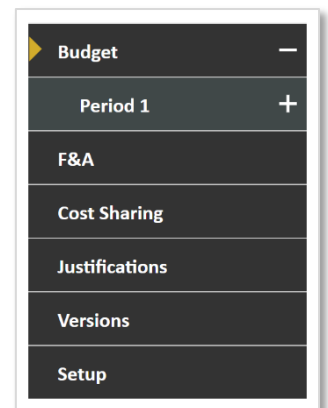 Budget −
Period 1 +
F&A
Cost Sharing
Justifications
Versions
Setup